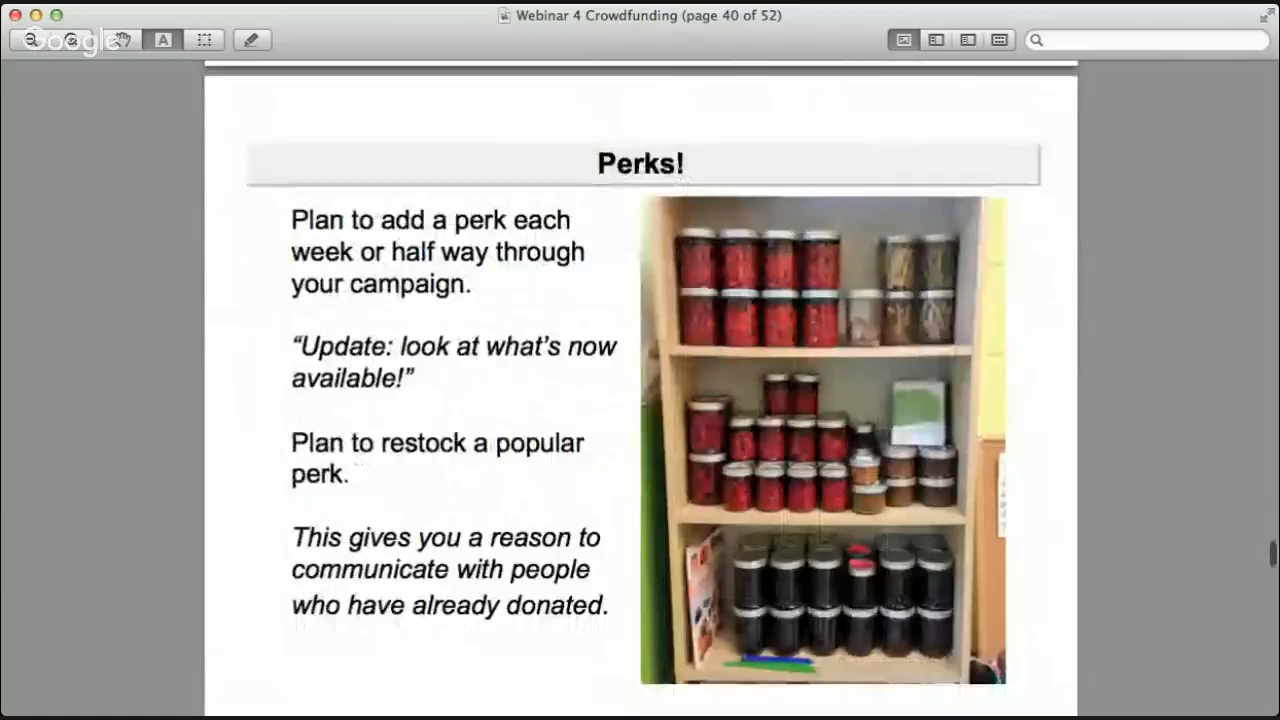 Webinar 4 Crowdfunding (page 40 of 52)
Google
A
Perks!
Plan to add a perk each
week or half way through
your campaign.
“Update: look at what’s now
available!”
Plan to restock a popular
perk.
This gives you a reason to
communicate with people
who have already donated.